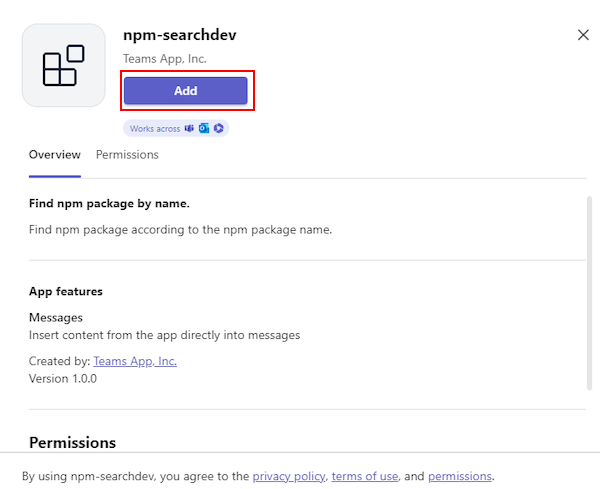 npm-searchdev
Teams App, Inc.
Add
Works across
Overview Permissions
Find npm package by name.
Find npm package according to the npm package name.
App features
Messages
Insert content from the app directly into messages
Created by: Teams App, Inc.
Version 1.0.0
Permissions
By using npm-searchdev, you agree to the privacy policy, terms of use, and permissions.